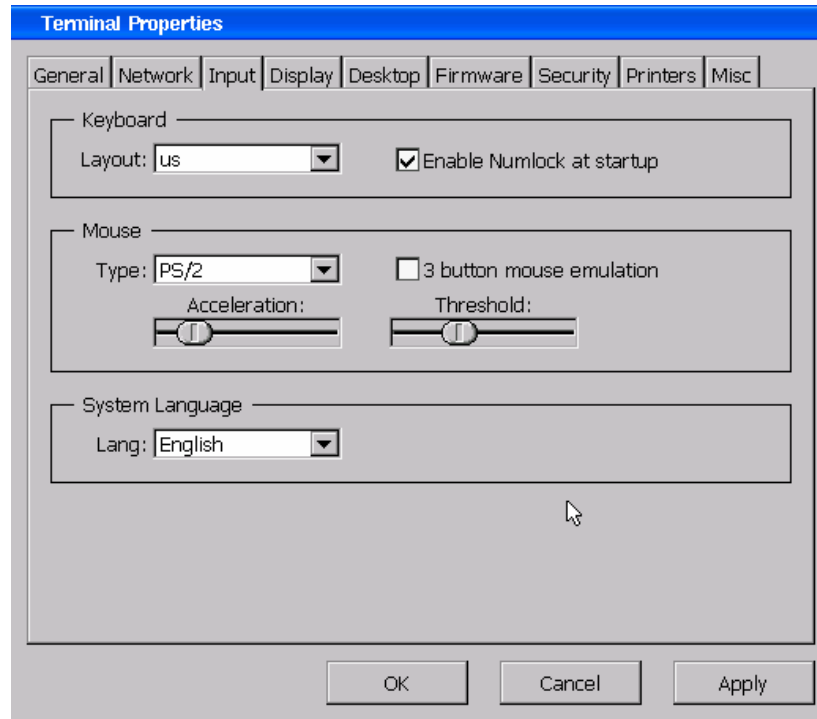 Terminal Properties
General Network Input Display Desktop Firmware Security Printers Misc
Keyboard
Layout: us Enable Numlock at startup
Mouse
Type: PS/2 3 button mouse emulation
Acceleration: Threshold:
System Language
Lang: English
OK Cancel Apply